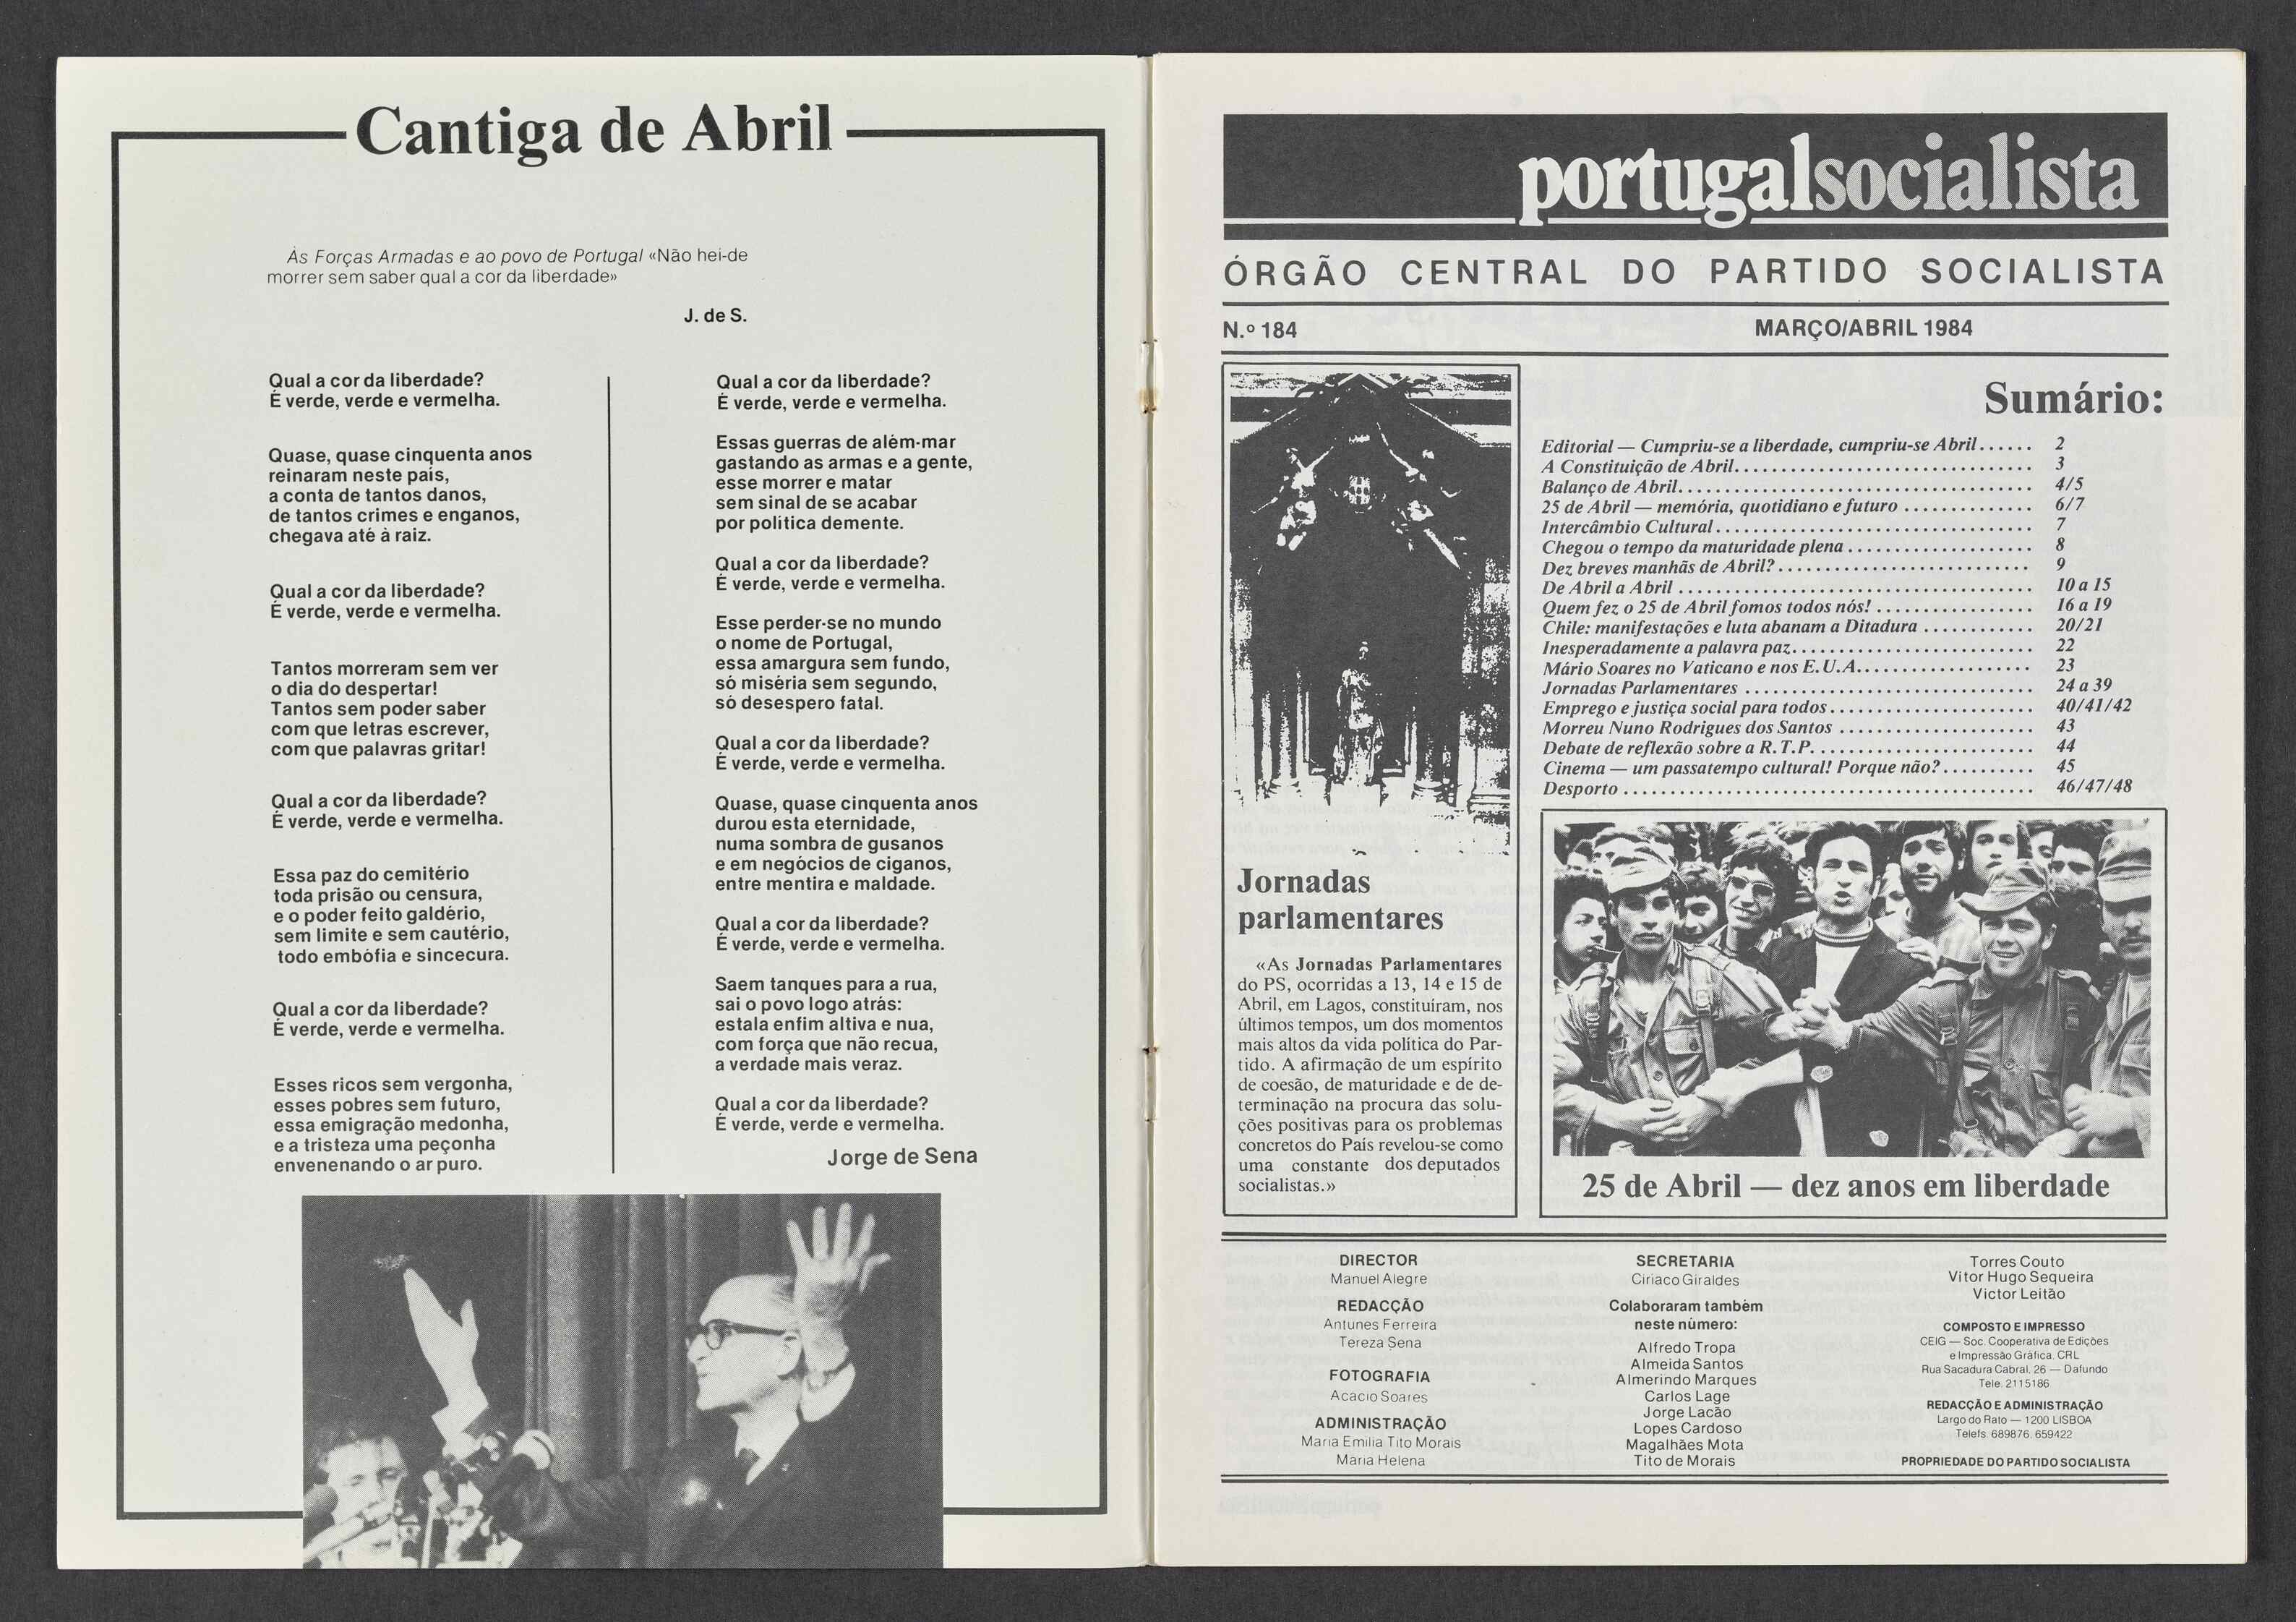 Cantiga de Abril
Às Forças Armadas e ao povo de Portugal «Não hei-de
morrer sem saber qual a cor da liberdade»
J. de S.
Qual a cor da liberdade?
É verde, verde e vermelha.
Quase, quase cinquenta anos
reinaram neste país,
a conta de tantos danos,
de tantos crimes e enganos,
chegava até à raiz.
Qual a cor da liberdade?
É verde, verde e vermelha.
Tantos morreram sem ver
o dia do despertar!
Tantos sem poder saber
com que letras escrever,
com que palavras gritar!
Qual a cor da liberdade?
É verde, verde e vermelha.
Essa paz do cemitério
toda prisão ou censura,
e o poder feito galdério,
sem limite e sem cautério,
todo embófia e sincecura.
Qual a cor da liberdade?
É verde, verde e vermelha.
Esses ricos sem vergonha,
esses pobres sem futuro,
essa emigração medonha,
e a tristeza uma peçonha
envenenando o ar puro.
Qual a cor da liberdade?
É verde, verde e vermelha.
Essas guerras de além-mar
gastando as armas e a gente,
esse morrer e matar
sem sinal de se acabar
por política demente.
Qual a cor da liberdade?
É verde, verde e vermelha.
Esse perder-se no mundo
o nome de Portugal,
essa amargura sem fundo,
só miséria sem segundo,
só desespero fatal.
Qual a cor da liberdade?
É verde, verde e vermelha.
Quase, quase cinquenta anos
durou esta eternidade,
numa sombra de gusanos
e em negócios de ciganos,
entre mentira e maldade.
Qual a cor da liberdade?
É verde, verde e vermelha.
Saem tanques para a rua,
sai o povo logo atrás:
estala enfim altiva e nua,
com força que não recua,
a verdade mais veraz.
Qual a cor da liberdade?
É verde, verde e vermelha.
Jorge de Sena
portugalsocialista
ÓRGÃO CENTRAL DO PARTIDO SOCIALISTA
N.º 184 MARÇO/ABRIL 1984
Sumário:
Editorial — Cumpriu-se a liberdade, cumpriu-se Abril...... 2
A Constituição de Abril................................ 3
Balanço de Abril...................................... 4/5
25 de Abril — memória, quotidiano e futuro .............. 6/7
Intercâmbio Cultural.................................. 7
Chegou o tempo da maturidade plena .................... 8
Dez breves manhãs de Abril?........................... 9
De Abril a Abril ...................................... 10 a 15
Quem fez o 25 de Abril fomos todos nós! ................. 16 a 19
Chile: manifestações e luta abanam a Ditadura ............ 20/21
Inesperadamente a palavra paz.......................... 22
Mário Soares no Vaticano e nos E.U.A................... 23
Jornadas Parlamentares ............................... 24 a 39
Emprego e justiça social para todos...................... 40/41/42
Morreu Nuno Rodrigues dos Santos ..................... 43
Debate de reflexão sobre a R.T.P........................ 44
Cinema — um passatempo cultural! Porque não?.......... 45
Desporto ............................................ 46/47/48
Jornadas
parlamentares
«As Jornadas Parlamentares
do PS, ocorridas a 13, 14 e 15 de
Abril, em Lagos, constituíram, nos
últimos tempos, um dos momentos
mais altos da vida política do Par-
tido. A afirmação de um espírito
de coesão, de maturidade e de de-
terminação na procura das solu-
ções positivas para os problemas
concretos do País revelou-se como
uma constante dos deputados
socialistas.»
25 de Abril — dez anos em liberdade
DIRECTOR
Manuel Alegre
REDACÇÃO
Antunes Ferreira
Tereza Sena
FOTOGRAFIA
Acácio Soares
ADMINISTRAÇÃO
Maria Emília Tito Morais
Maria Helena
SECRETARIA
Ciríaco Giraldes
Colaboraram também
neste número:
Alfredo Tropa
Almeida Santos
Almerindo Marques
Carlos Lage
Jorge Lacão
Lopes Cardoso
Magalhães Mota
Tito de Morais
Torres Couto
Vítor Hugo Sequeira
Victor Leitão
COMPOSTO E IMPRESSO
CEIG — Soc. Cooperativa de Edições
e Impressão Gráfica, CRL
Rua Sacadura Cabral, 26 — Dafundo
Tele. 2115186
REDACÇÃO E ADMINISTRAÇÃO
Largo do Rato — 1200 LISBOA
Telefs. 689876, 659422
PROPRIEDADE DO PARTIDO SOCIALISTA